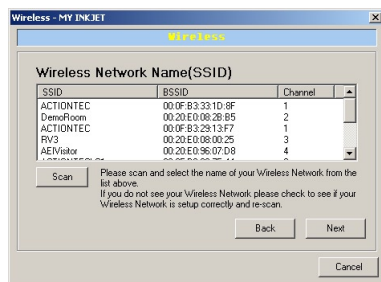 Wireless - MY INKJET
Wireless
Wireless Network Name(SSID)
SSID BSSID Channel
ACTIONTEC 00:0F:B3:33:1D:8F 1
DemoRoom 00:20:E0:08:2B:B5 2
ACTIONTEC 00:0F:B3:29:13:F7 1
RV3 00:20:E0:08:00:25 3
AEIVisitor 00:20:E0:96:07:D8 4
Scan
Please scan and select the name of your Wireless Network from the
list above.
If you do not see your Wireless Network please check to see if your
Wireless Network is setup correctly and re-scan.
Back Next
Cancel